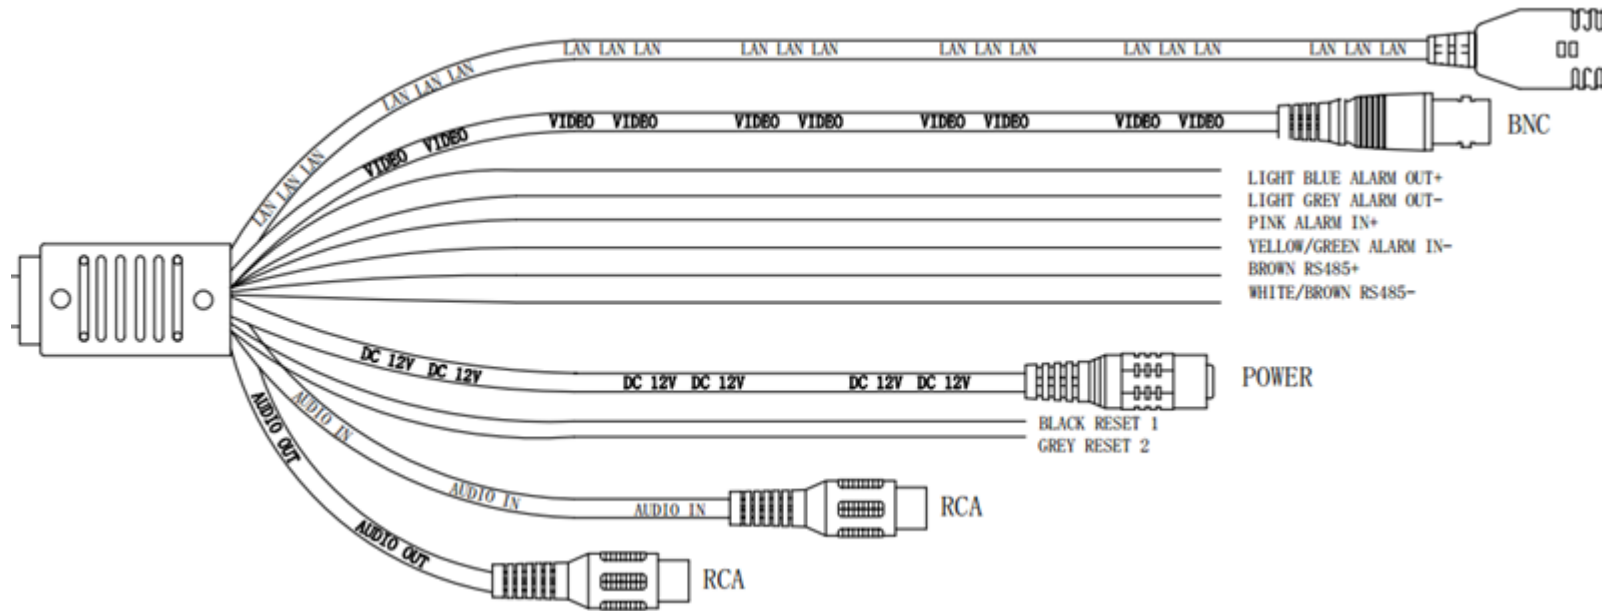 LAN LAN LAN LAN LAN LAN LAN LAN LAN LAN LAN LAN LAN LAN LAN
LAN LAN LAN
LAN LAN LAN
VIDEO VIDEO VIDEO VIDEO VIDEO VIDEO VIDEO VIDEO BNC
VIDEO VIDEO
LIGHT BLUE ALARM OUT+
LIGHT GREY ALARM OUT-
PINK ALARM IN+
YELLOW/GREEN ALARM IN-
BROWN RS485+
WHITE/BROWN RS485-
DC 12V DC 12V
DC 12V DC 12V DC 12V DC 12V POWER
BLACK RESET 1
GREY RESET 2
AUDIO IN
AUDIO OUT
AUDIO IN
AUDIO IN RCA
AUDIO OUT
RCA